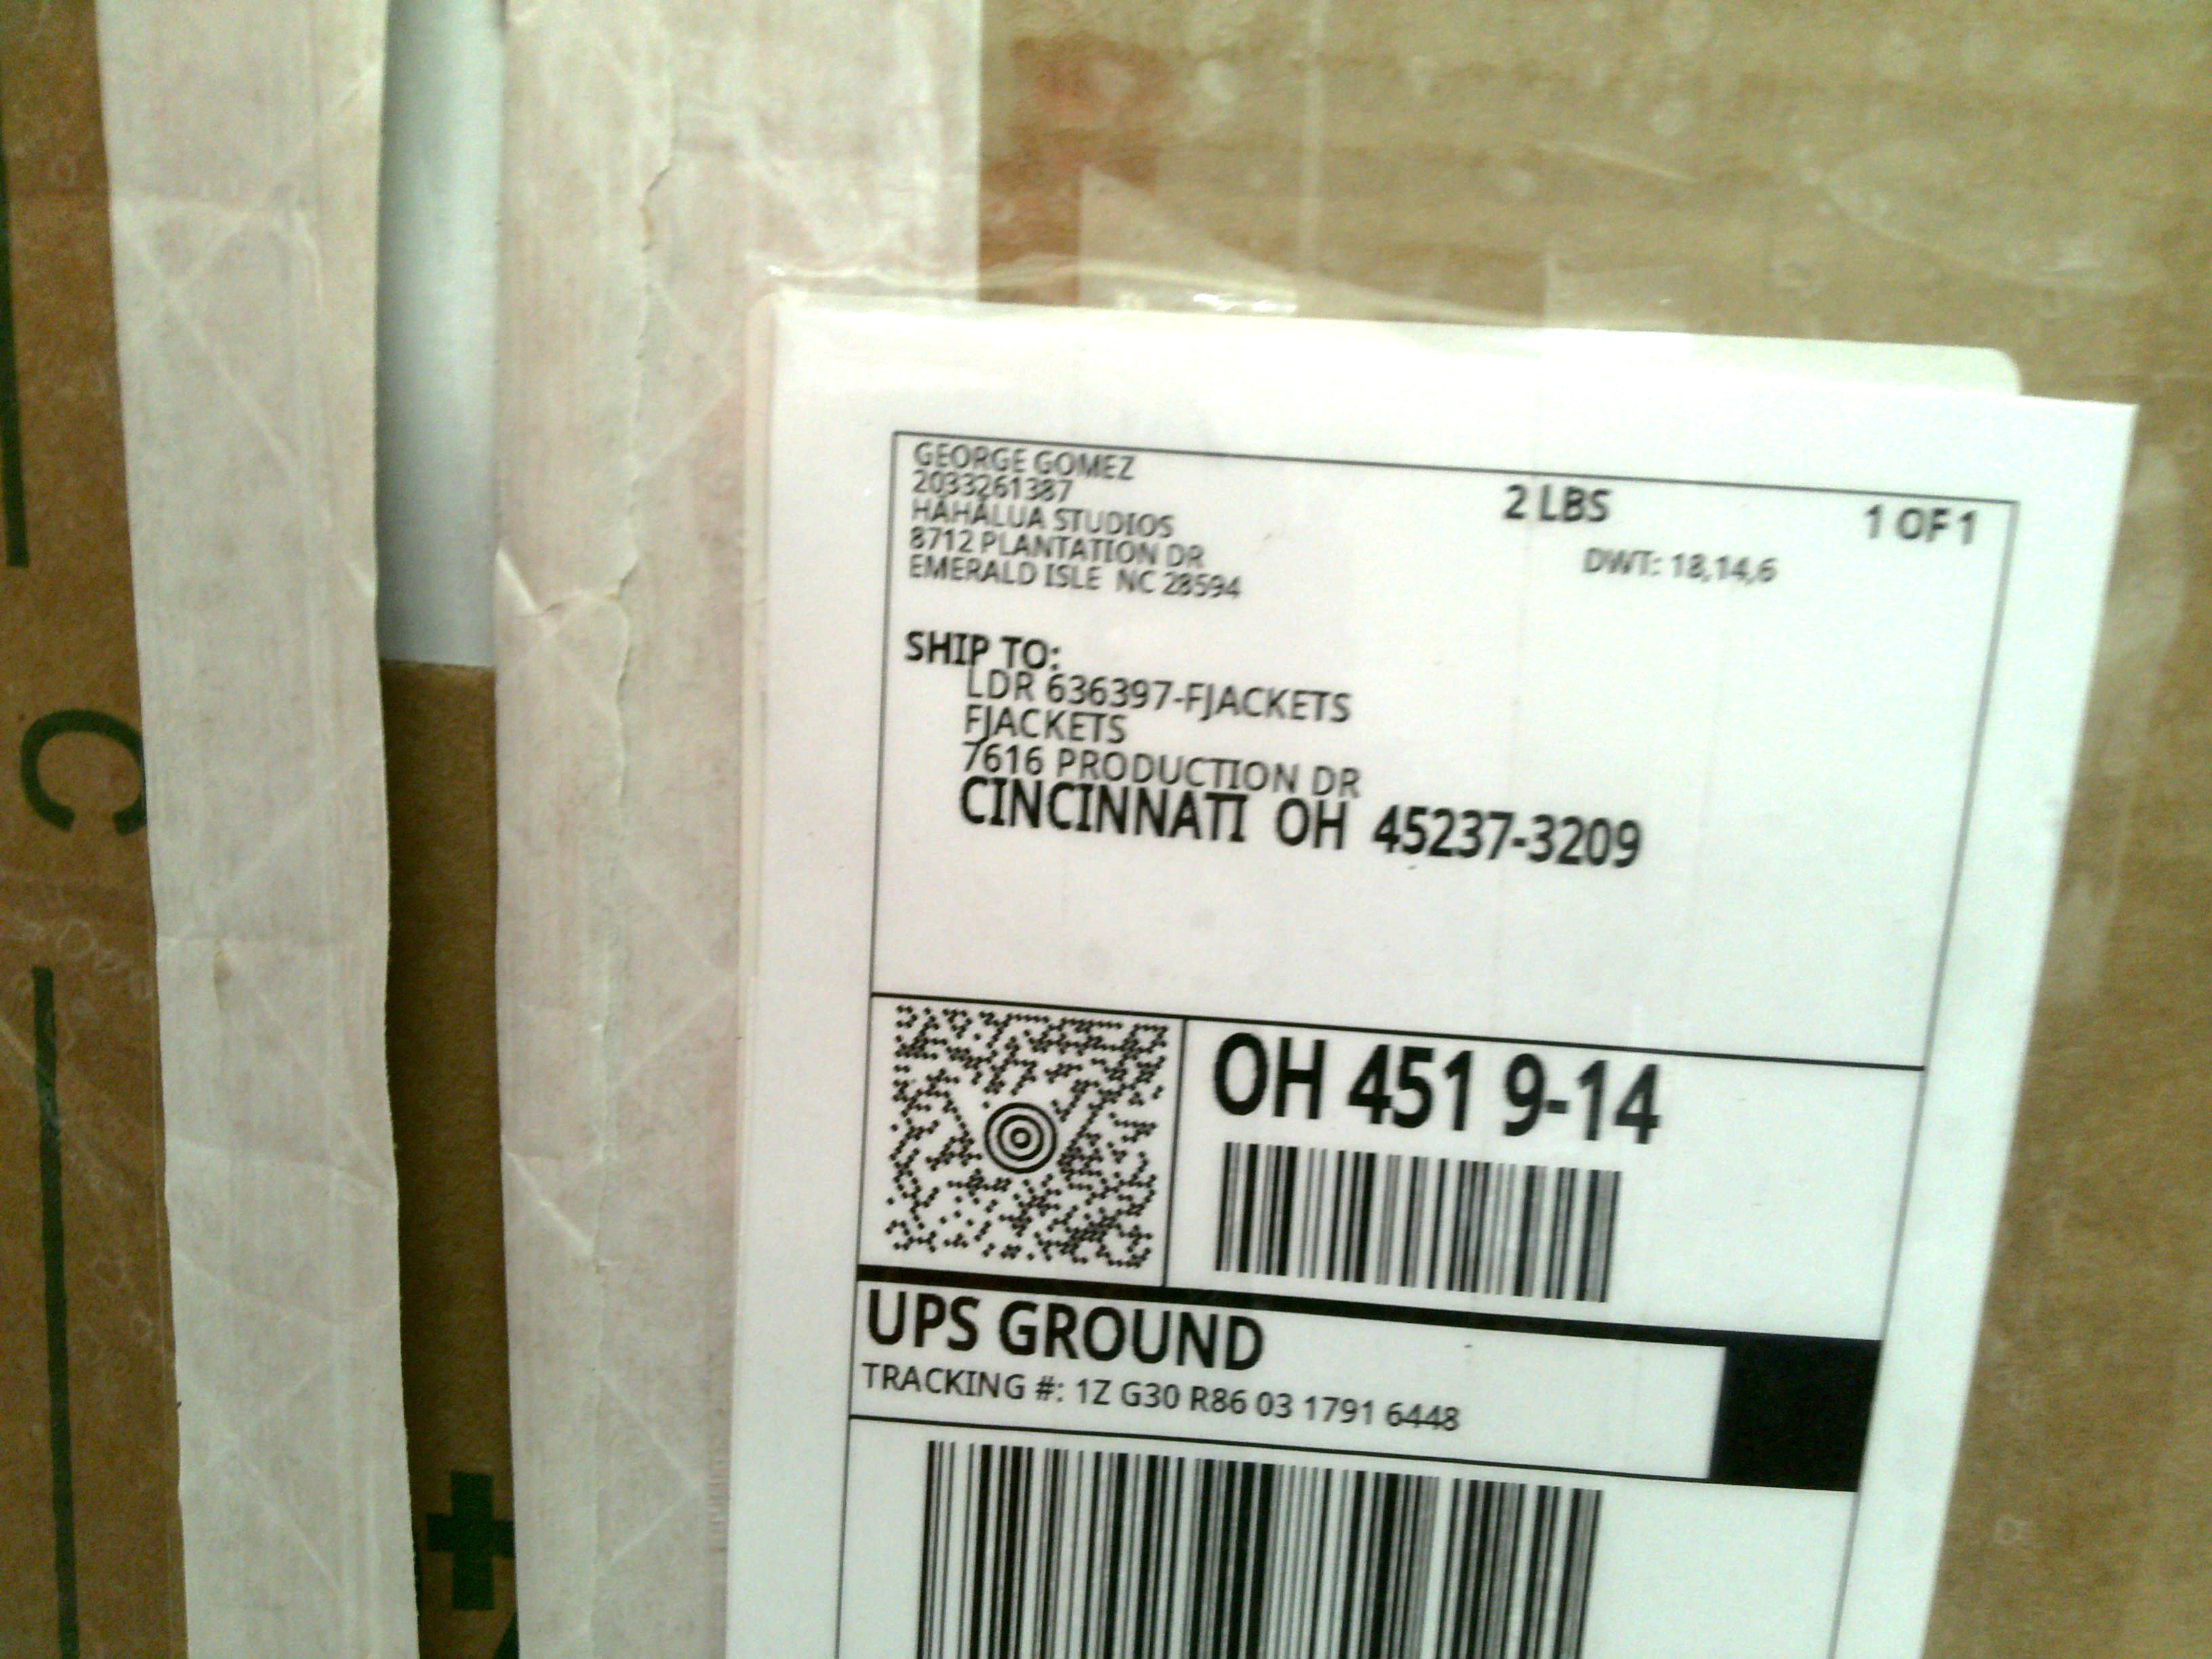 GEORGE GOMEZ
2033261387
HAHALUA STUDIOS
8712 PLANTATION DR
EMERALD ISLE NC 28594
2 LBS
1 OF 1
DWT: 18,14,6
SHIP TO:
LDR 636397-FJACKETS
FJACKETS
7616 PRODUCTION DR
CINCINNATI OH 45237-3209
OH 451 9-14
UPS GROUND
TRACKING #: 1Z G30 R86 03 1791 6448
C